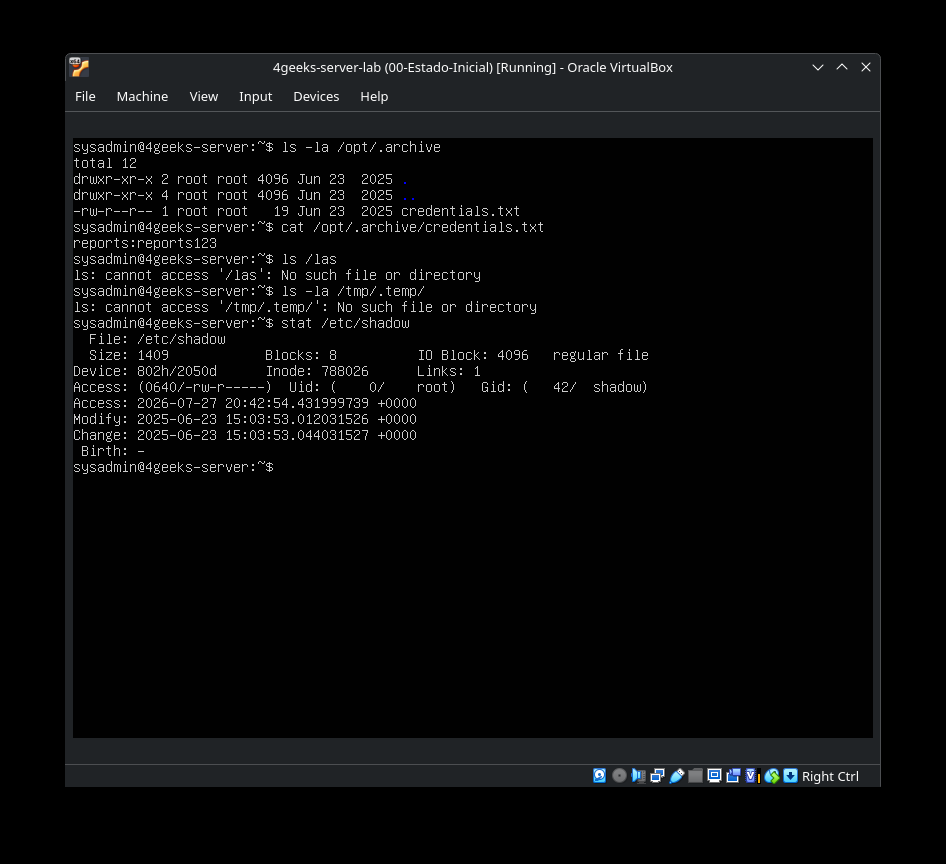 4geeks-server-lab (00-Estado-Inicial) [Running] - Oracle VirtualBox
File Machine View Input Devices Help
sysadmin@4geeks-server:~$ ls -la /opt/.archive
total 12
drwxr-xr-x 2 root root 4096 Jun 23  2025 .
drwxr-xr-x 4 root root 4096 Jun 23  2025 ..
-rw-r--r-- 1 root root   19 Jun 23  2025 credentials.txt
sysadmin@4geeks-server:~$ cat /opt/.archive/credentials.txt
reports:reports123
sysadmin@4geeks-server:~$ ls /las
ls: cannot access '/las': No such file or directory
sysadmin@4geeks-server:~$ ls -la /tmp/.temp/
ls: cannot access '/tmp/.temp/': No such file or directory
sysadmin@4geeks-server:~$ stat /etc/shadow
  File: /etc/shadow
  Size: 1409            Blocks: 8          IO Block: 4096   regular file
Device: 802h/2050d      Inode: 788026      Links: 1
Access: (0640/-rw-r-----)  Uid: (    0/    root)   Gid: (   42/  shadow)
Access: 2026-07-27 20:42:54.431999739 +0000
Modify: 2025-06-23 15:03:53.012031526 +0000
Change: 2025-06-23 15:03:53.044031527 +0000
 Birth: -
sysadmin@4geeks-server:~$
Right Ctrl